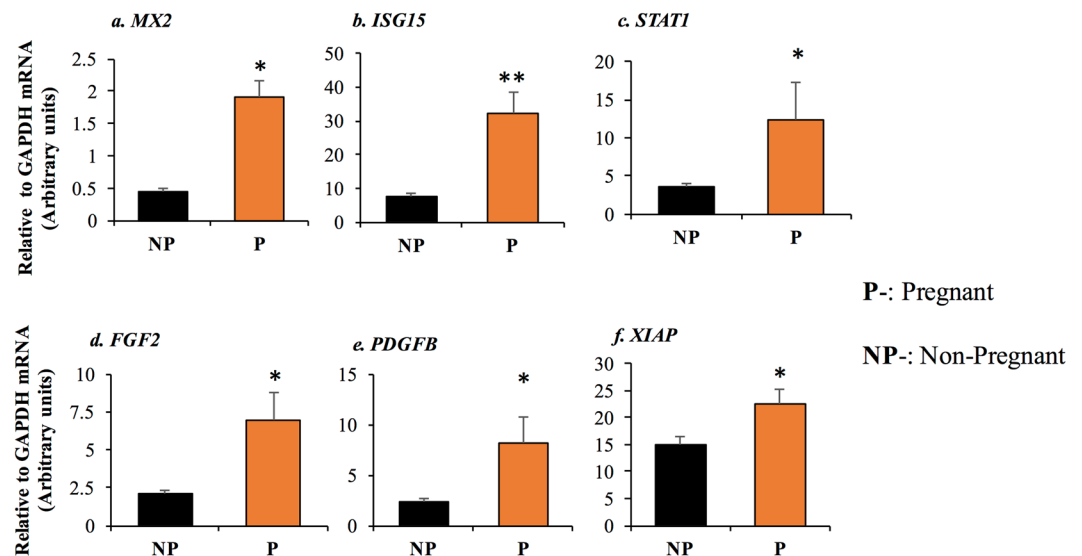 a. MX2
Relative to GAPDH mRNA
(Arbitrary units)
2.5
2
1.5
1
0.5
0
*
NP
P
b. ISG15
50
40
30
20
10
0
**
NP
P
c. STAT1
20
15
10
5
0
*
NP
P
P-: Pregnant
NP-: Non-Pregnant
d. FGF2
Relative to GAPDH mRNA
(Arbitrary units)
10
7.5
5
2.5
0
*
NP
P
e. PDGFB
15
10
5
0
*
NP
P
f. XIAP
30
25
20
15
10
5
0
*
NP
P